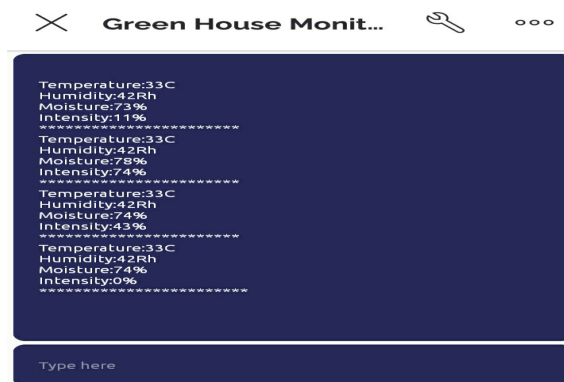 Green House Monit...
Temperature:33C
Humidity:42Rh
Moisture:73%
Intensity:11%
***********************
Temperature:33C
Humidity:42Rh
Moisture:78%
Intensity:74%
***********************
Temperature:33C
Humidity:42Rh
Moisture:74%
Intensity:43%
***********************
Temperature:33C
Humidity:42Rh
Moisture:74%
Intensity:0%
************************
Type here